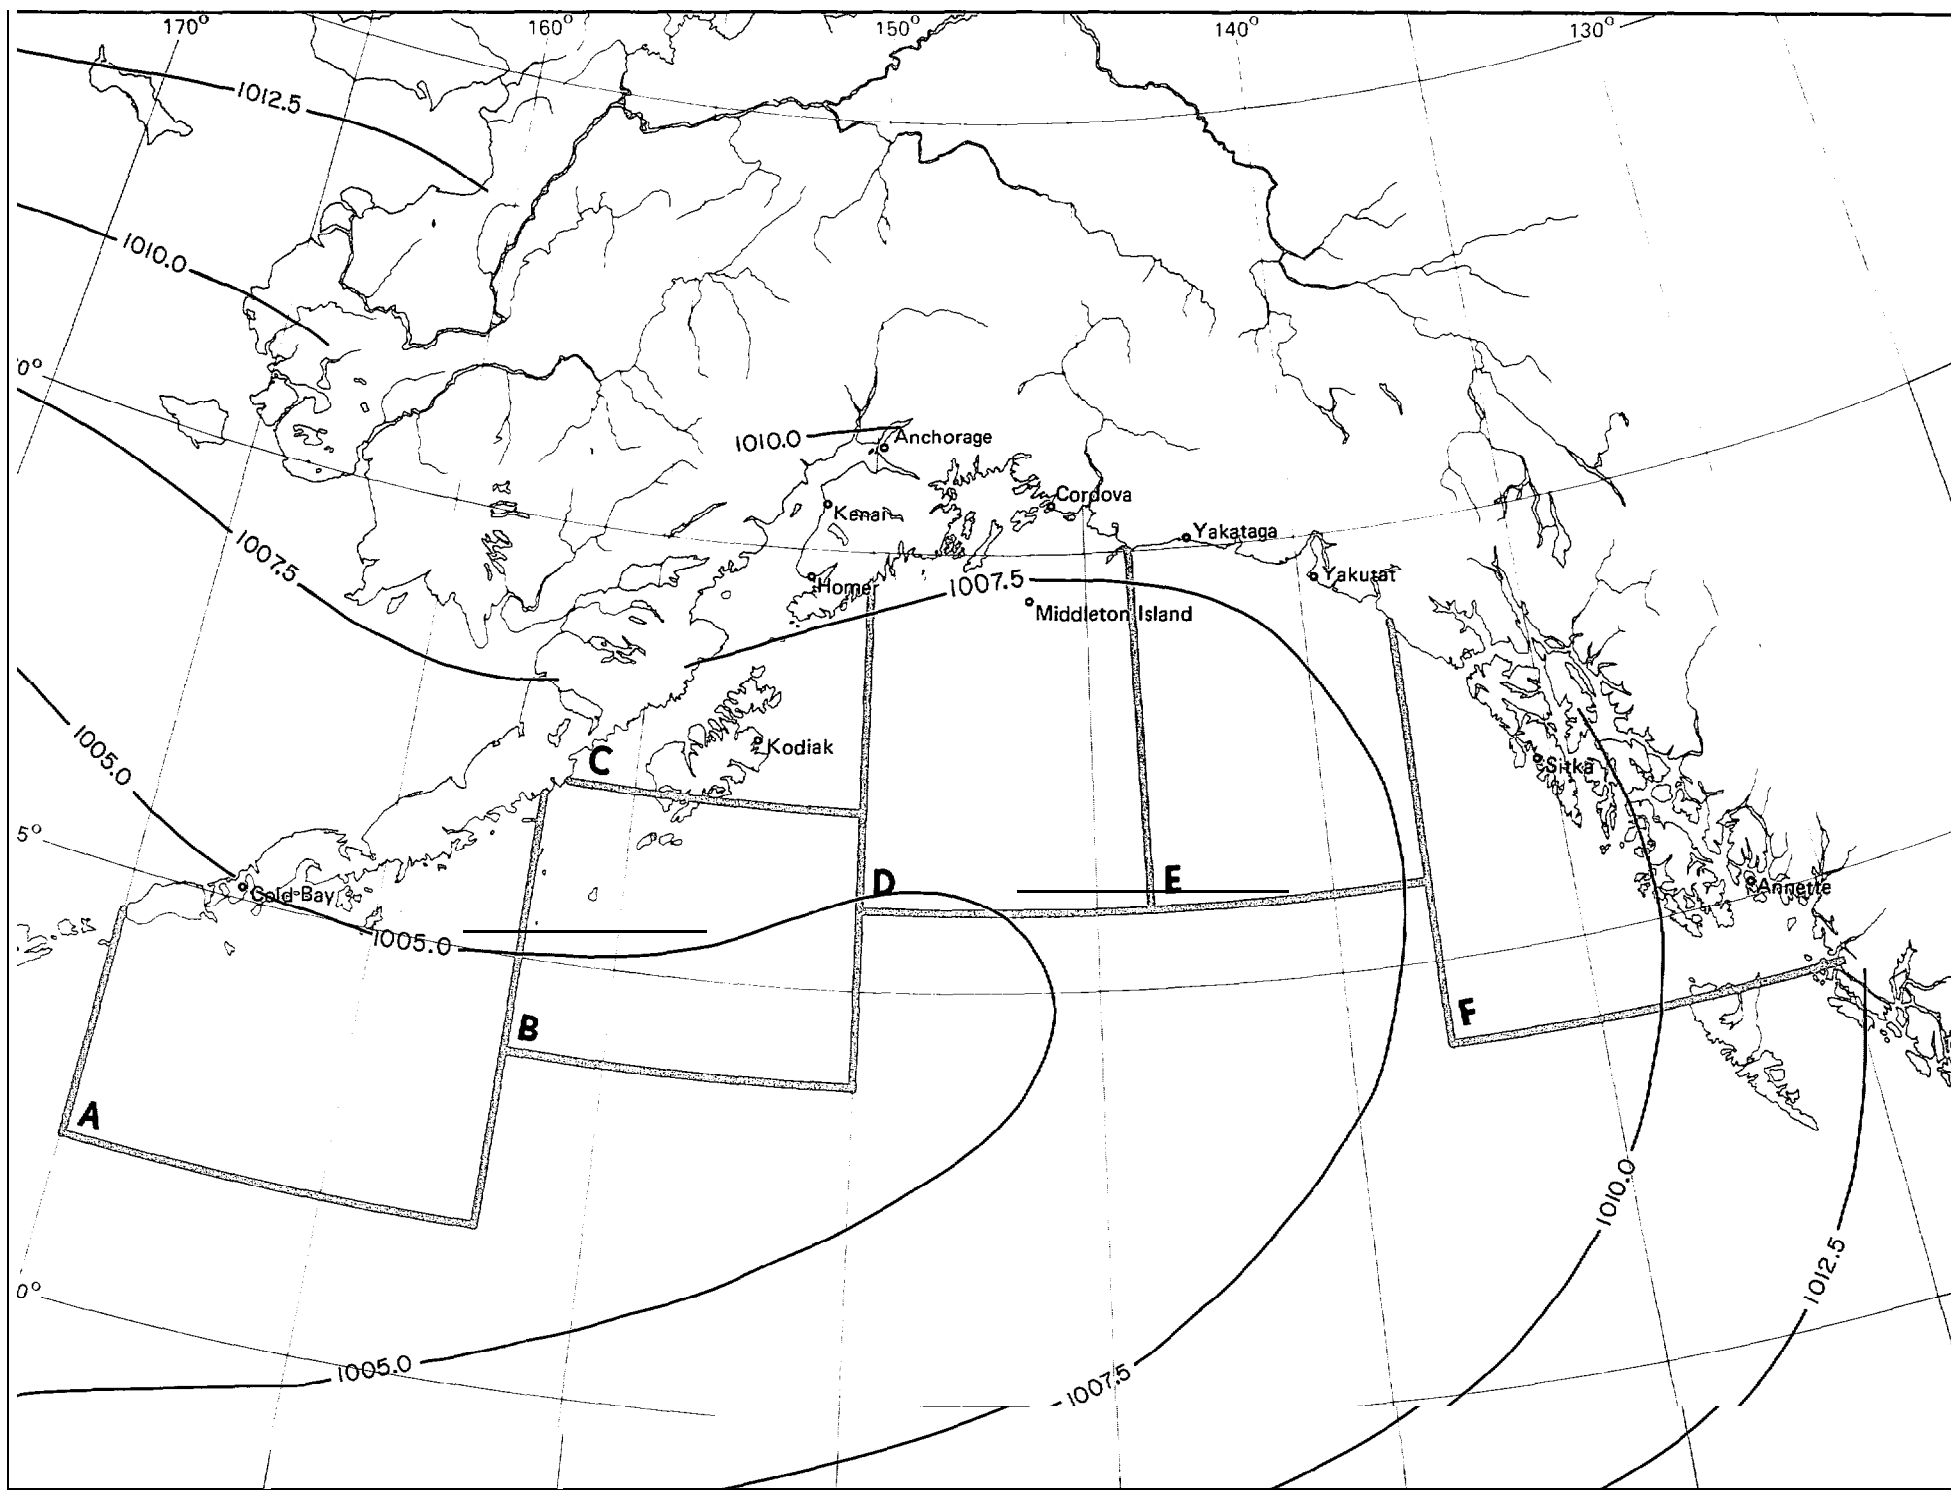 170° 160° 150° 140° 130°
1012.5
1010.0
0°
1010.0 Anchorage
Cordova
Kenai
Yakataga
1007.5
Yakutat
1007.5
Homer
Middleton Island
1005.0
Kodiak
C
Sitka
5°
D
E
Cold Bay
Annette
1005.0
F
B
A
1010.0
1012.5
0°
1005.0
1007.5